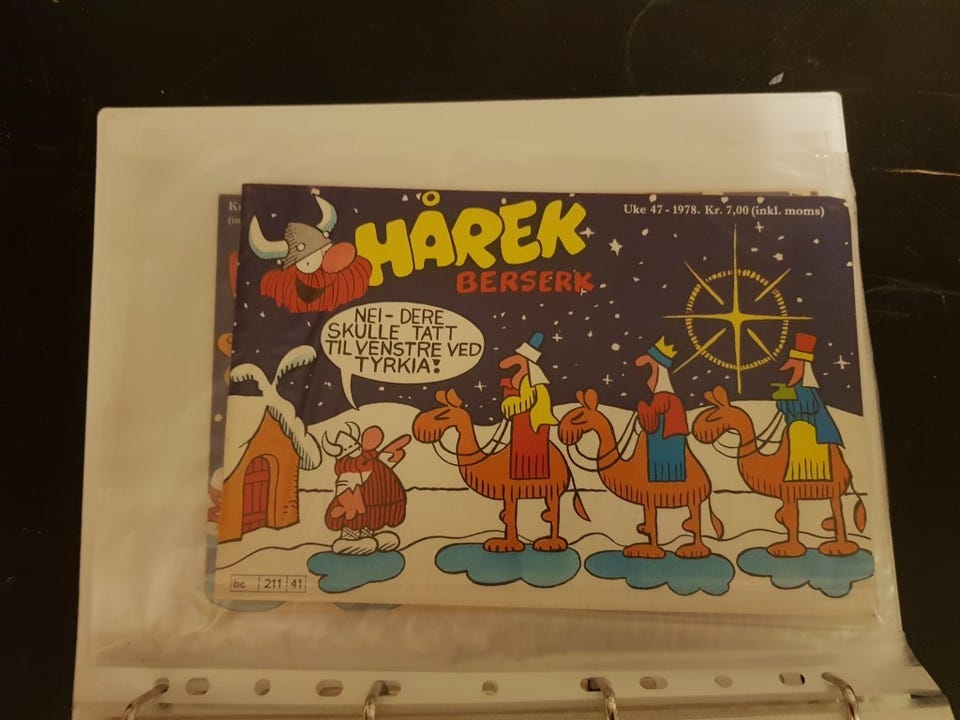 HÅREK
BERSERK
Uke 47 - 1978. Kr. 7,00 (inkl. moms)
NEI - DERE
SKULLE TATT
TIL VENSTRE VED
TYRKIA!
bc 211 41